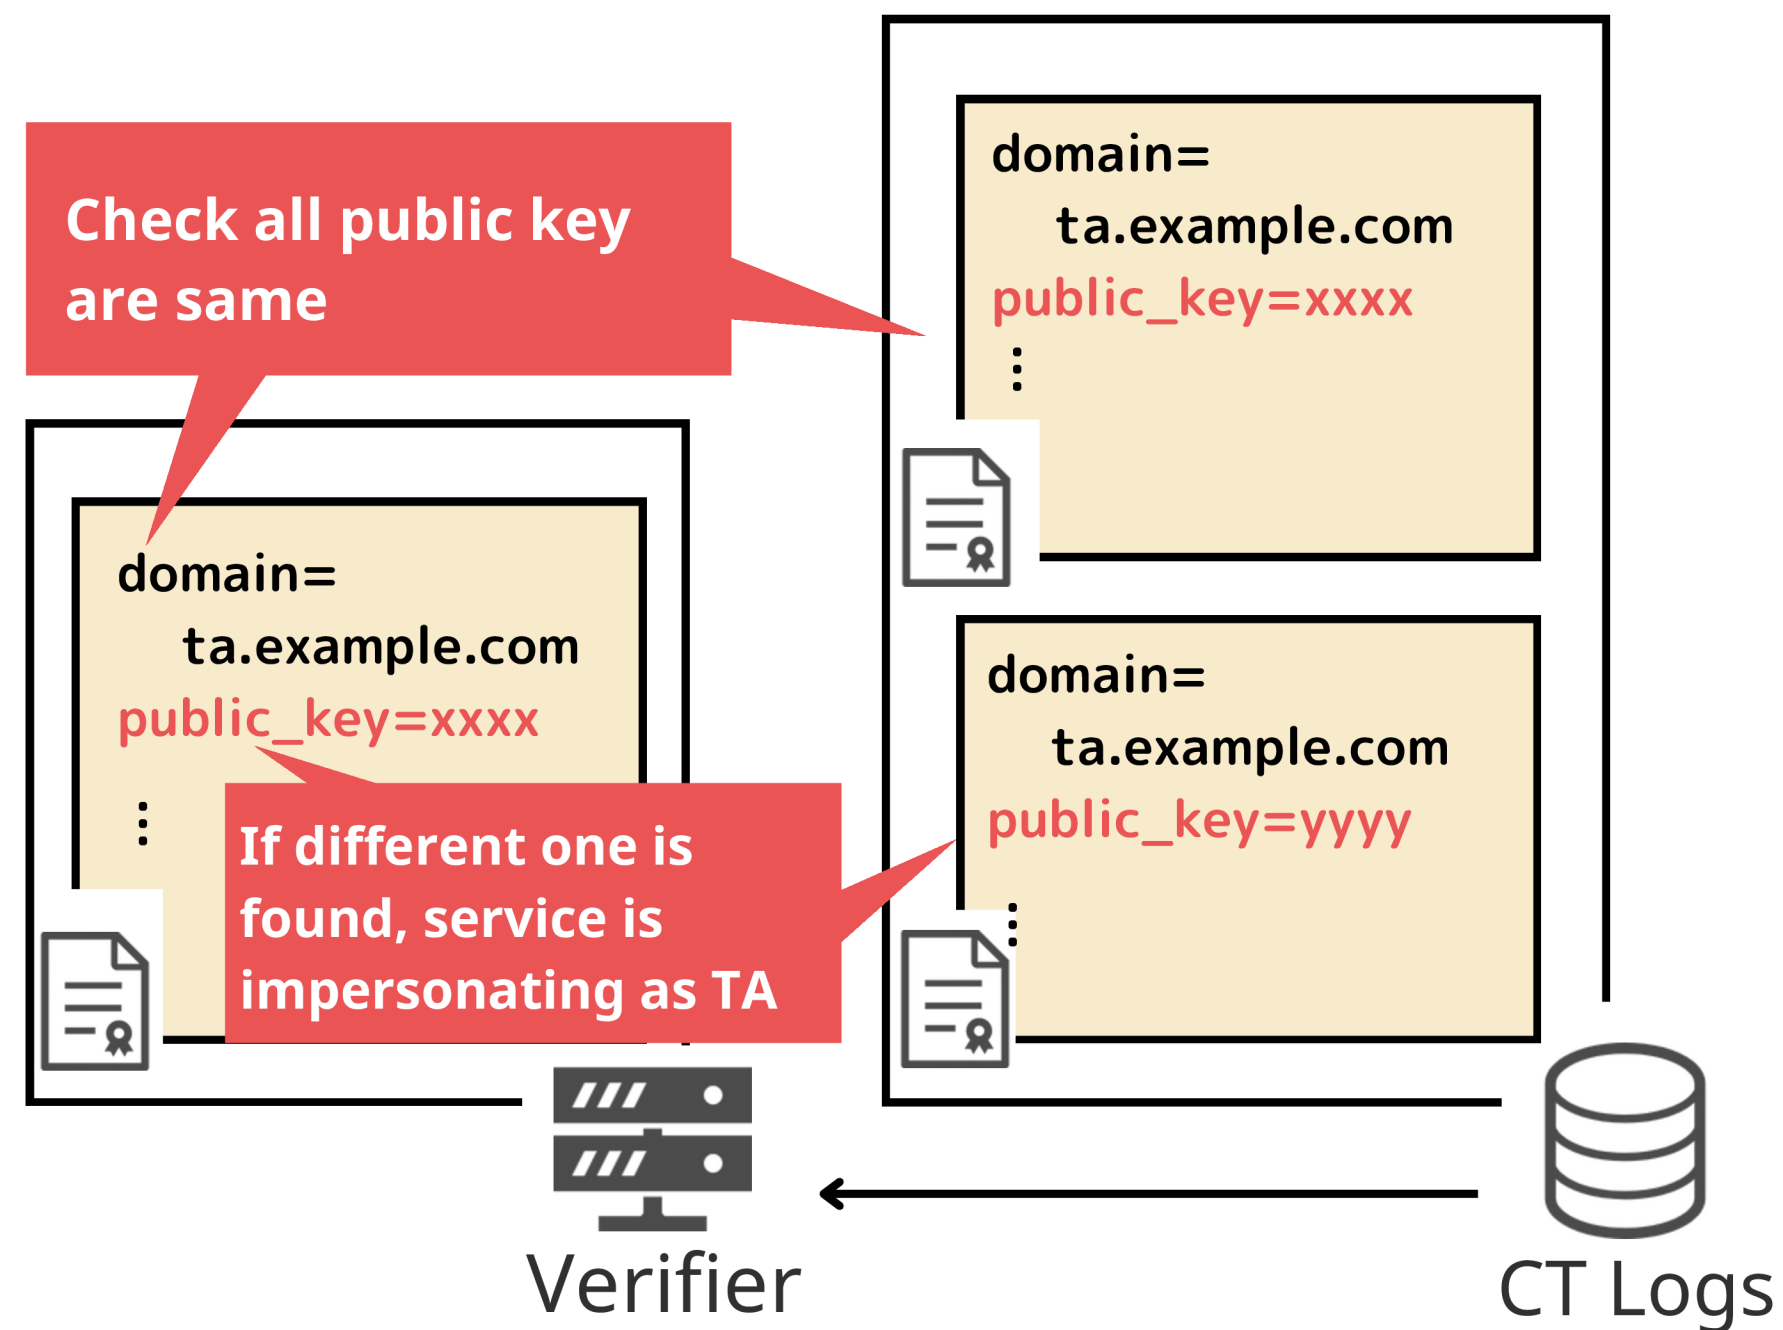 Check all public key
are same
domain=
ta.example.com
public_key=xxxx
⋮
If different one is
found, service is
impersonating as TA
Verifier
domain=
ta.example.com
public_key=xxxx
⋮
domain=
ta.example.com
public_key=yyyy
⋮
CT Logs